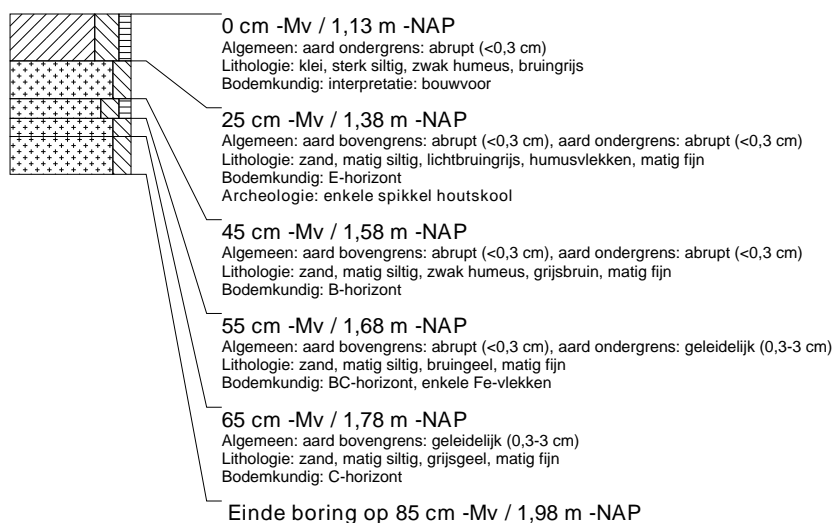 0 cm -Mv / 1,13 m -NAP
Algemeen: aard ondergrens: abrupt (<0,3 cm)
Lithologie: klei, sterk siltig, zwak humeus, bruingrijs
Bodemkundig: interpretatie: bouwvoor
25 cm -Mv / 1,38 m -NAP
Algemeen: aard bovengrens: abrupt (<0,3 cm), aard ondergrens: abrupt (<0,3 cm)
Lithologie: zand, matig siltig, lichtbruingrijs, humusvlekken, matig fijn
Bodemkundig: E-horizont
Archeologie: enkele spikkel houtskool
45 cm -Mv / 1,58 m -NAP
Algemeen: aard bovengrens: abrupt (<0,3 cm), aard ondergrens: abrupt (<0,3 cm)
Lithologie: zand, matig siltig, zwak humeus, grijsbruin, matig fijn
Bodemkundig: B-horizont
55 cm -Mv / 1,68 m -NAP
Algemeen: aard bovengrens: abrupt (<0,3 cm), aard ondergrens: geleidelijk (0,3-3 cm)
Lithologie: zand, matig siltig, bruingeel, matig fijn
Bodemkundig: BC-horizont, enkele Fe-vlekken
65 cm -Mv / 1,78 m -NAP
Algemeen: aard bovengrens: geleidelijk (0,3-3 cm)
Lithologie: zand, matig siltig, grijsgeel, matig fijn
Bodemkundig: C-horizont
Einde boring op 85 cm -Mv / 1,98 m -NAP